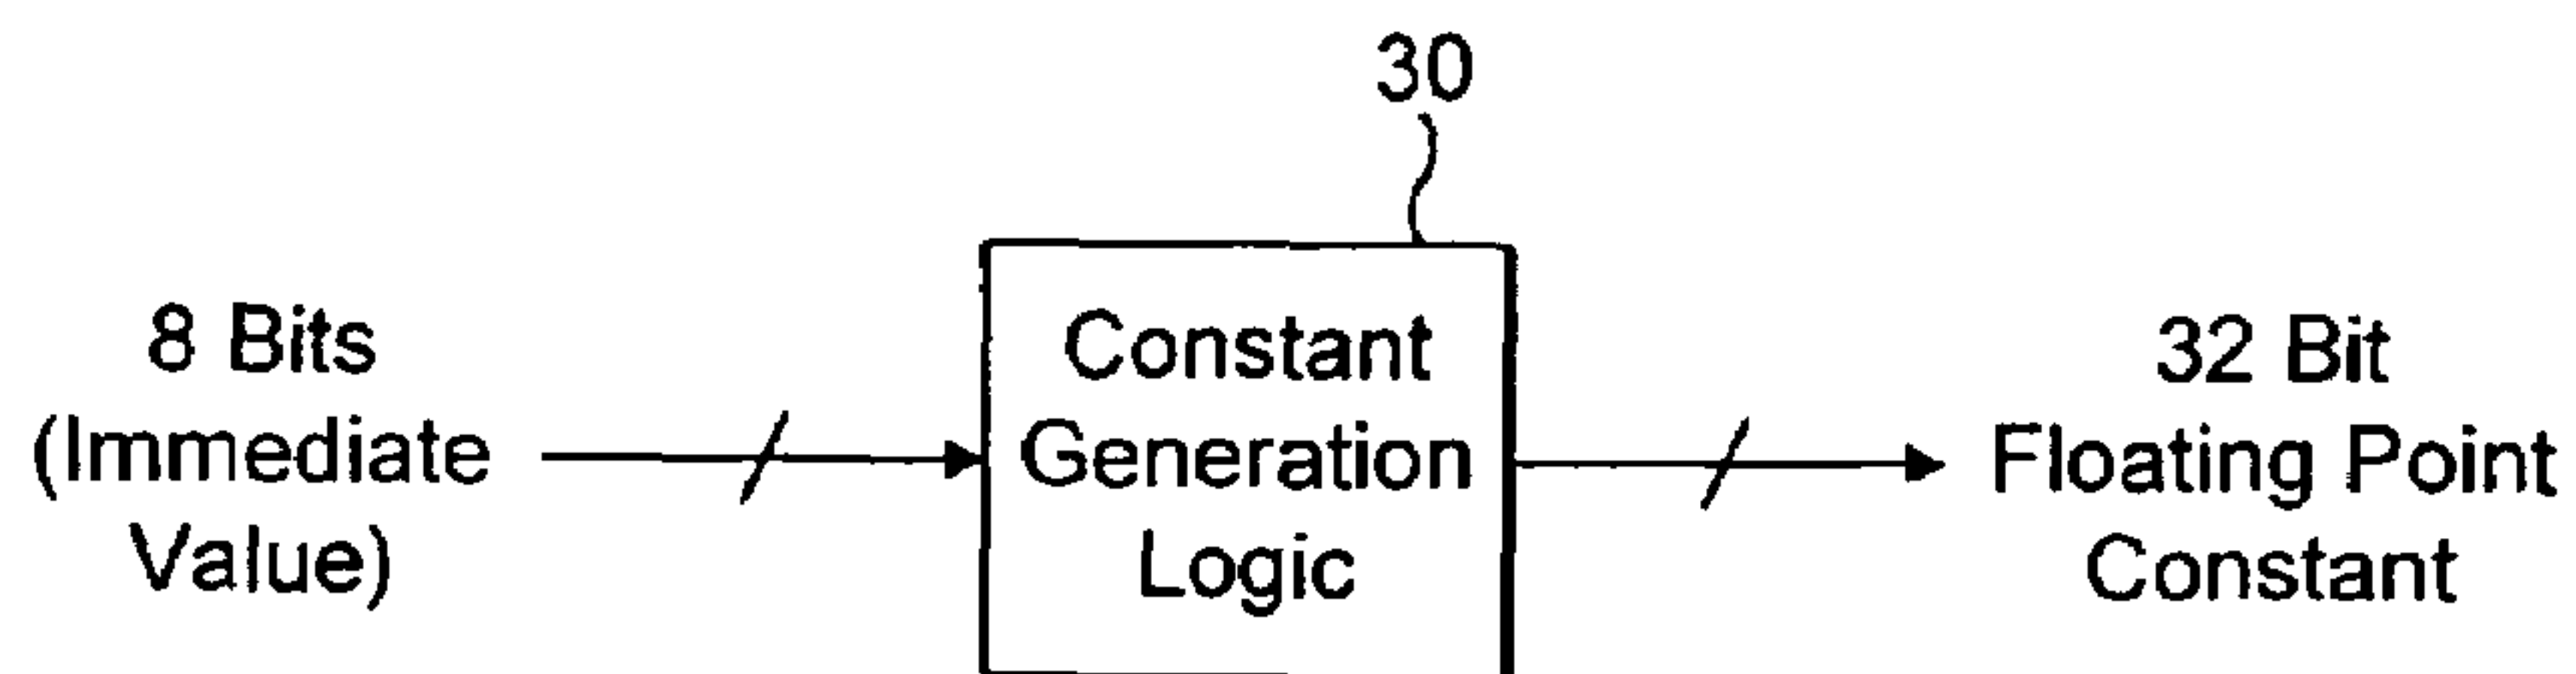 30
8 Bits
(Immediate
Value)
Constant
Generation
Logic
32 Bit
Floating Point
Constant